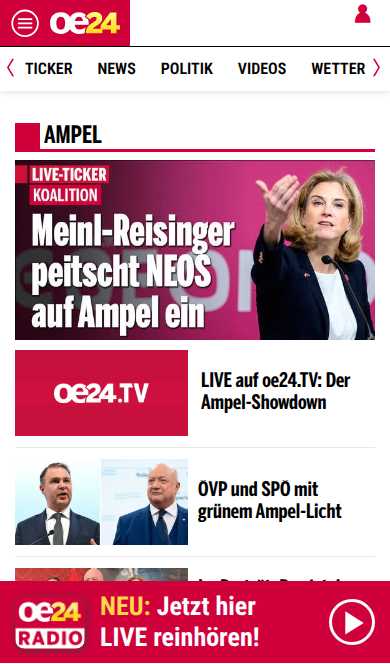 oe24
TICKER NEWS POLITIK VIDEOS WETTER
AMPEL
LIVE-TICKER
KOALITION
Meinl-Reisinger
peitscht NEOS
auf Ampel ein
oe24.TV
LIVE auf oe24.TV: Der
Ampel-Showdown
ÖVP und SPÖ mit
grünem Ampel-Licht
oe24
RADIO
NEU: Jetzt hier
LIVE reinhören!